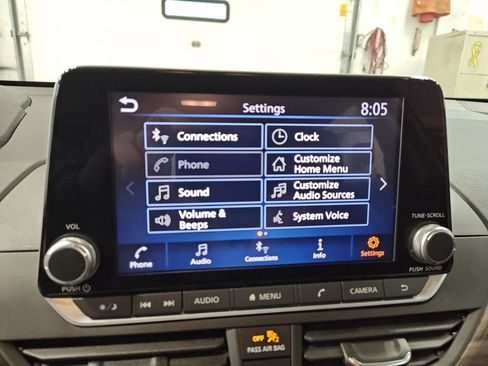 Settings
8:05
Connections
Clock
Phone
Customize
Home Menu
Sound
Customize
Audio Sources
Volume &
Beeps
System Voice
Phone
Audio
Connections
Info
Settings
VOL
PUSH
TUNE·SCROLL
PUSH SOUND
AUDIO
MENU
CAMERA
OFF
PASS AIR BAG